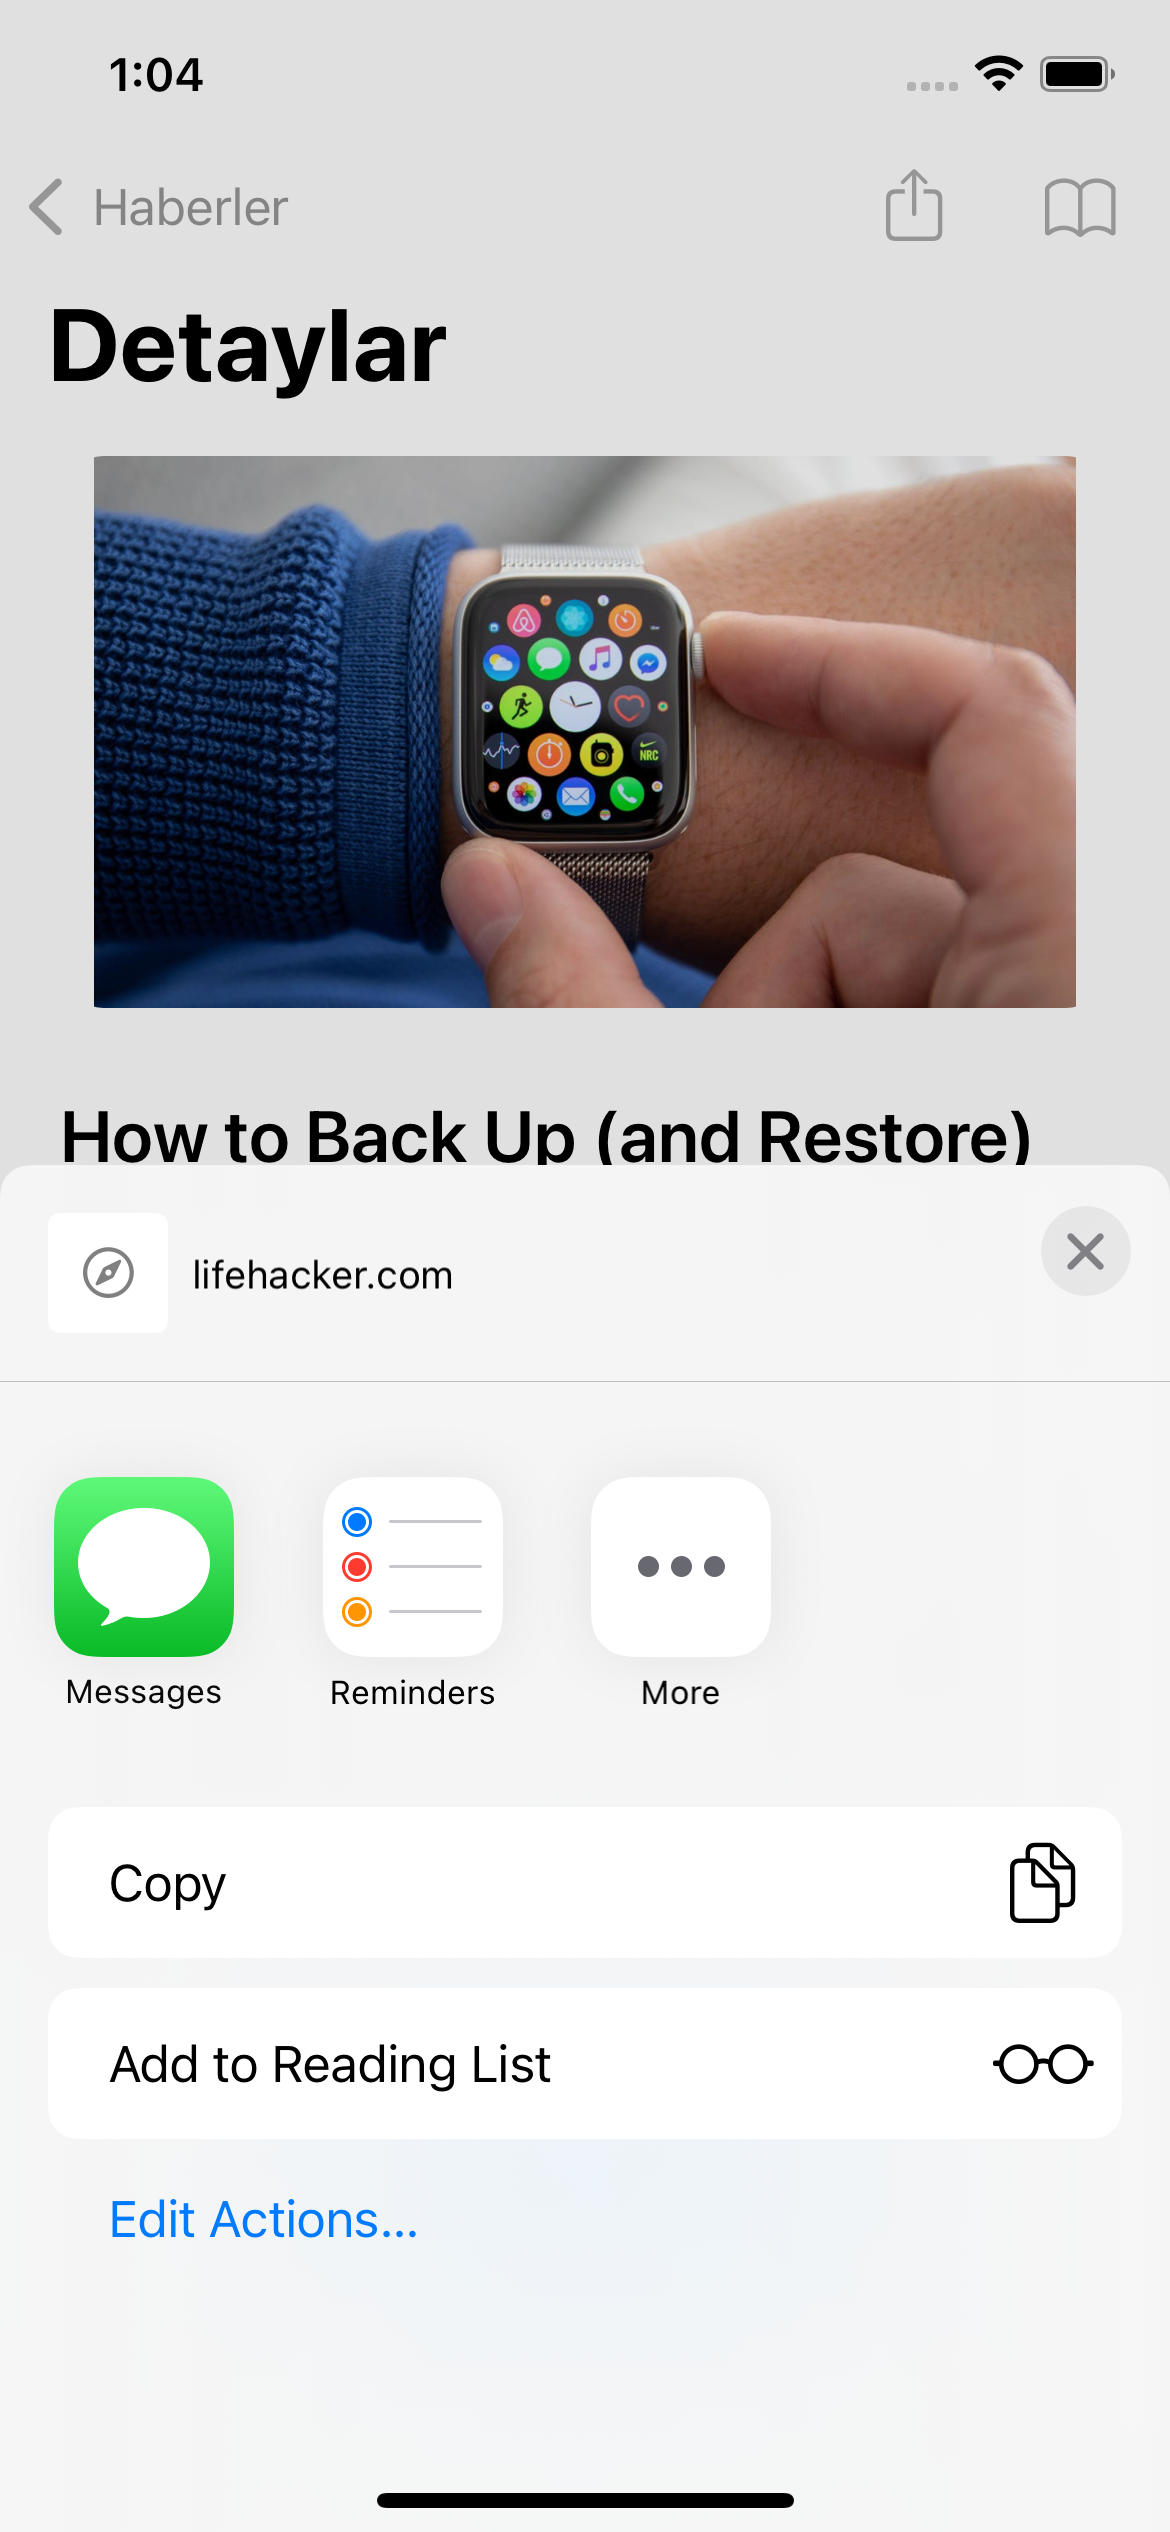 1:04
Haberler
Detaylar
NRC
How to Back Up (and Restore)
lifehacker.com
Messages
Reminders
More
Copy
Add to Reading List
Edit Actions...